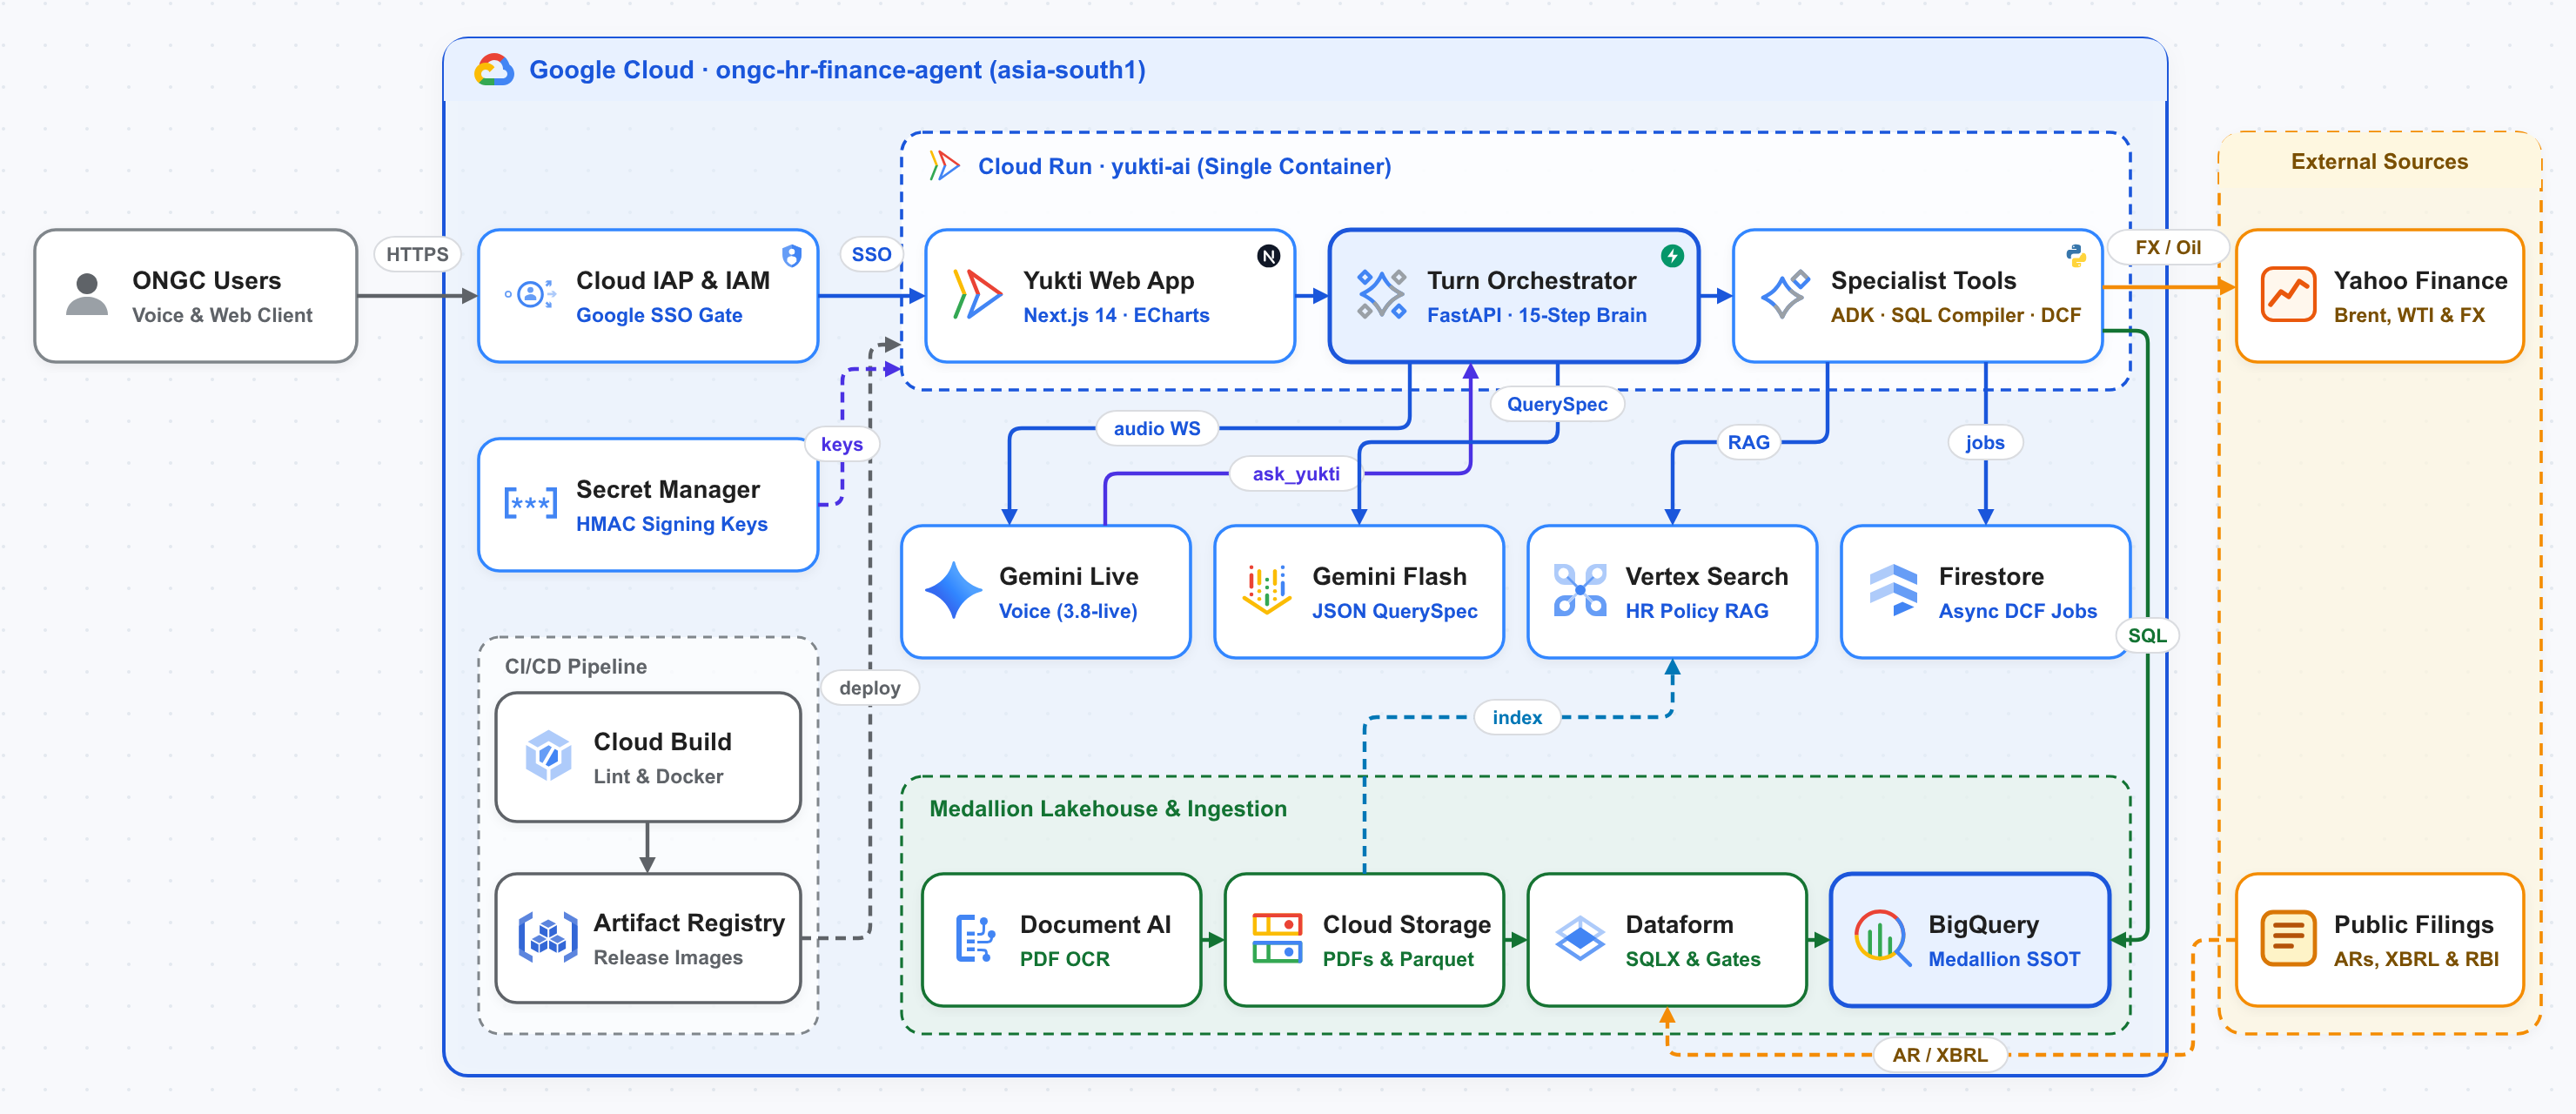 Google Cloud · ongc-hr-finance-agent (asia-south1)
Cloud Run · yukti-ai (Single Container)
External Sources
ONGC Users
Voice & Web Client
HTTPS
Cloud IAP & IAM
Google SSO Gate
SSO
Yukti Web App
Next.js 14 · ECharts
N
Turn Orchestrator
FastAPI · 15-Step Brain
Specialist Tools
ADK · SQL Compiler · DCF
FX / Oil
Yahoo Finance
Brent, WTI & FX
keys
audio WS
QuerySpec
ask_yukti
RAG
jobs
[***]
Secret Manager
HMAC Signing Keys
Gemini Live
Voice (3.8-live)
Gemini Flash
JSON QuerySpec
Vertex Search
HR Policy RAG
Firestore
Async DCF Jobs
SQL
CI/CD Pipeline
deploy
Cloud Build
Lint & Docker
index
Medallion Lakehouse & Ingestion
Artifact Registry
Release Images
Document AI
PDF OCR
Cloud Storage
PDFs & Parquet
Dataform
SQLX & Gates
BigQuery
Medallion SSOT
Public Filings
ARs, XBRL & RBI
AR / XBRL